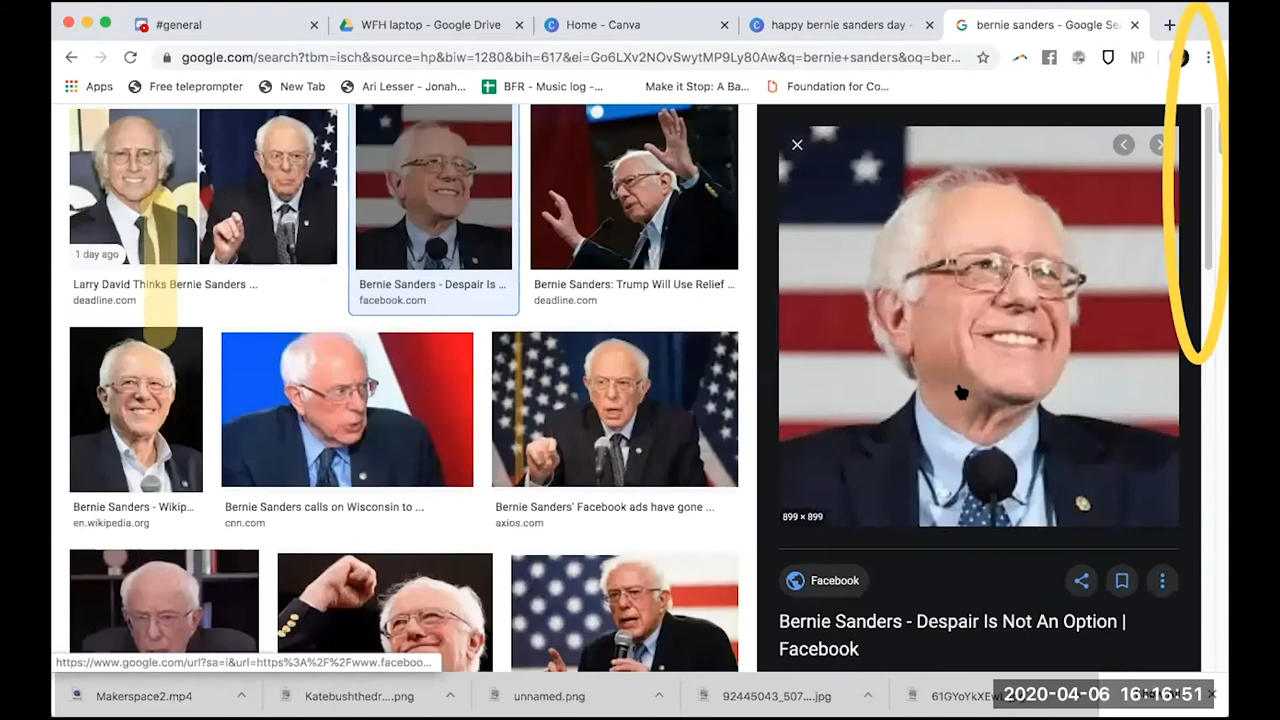 #general
WFH laptop - Google Drive
Home - Canva
happy bernie sanders day -
bernie sanders - Google Se
google.com/search?tbm=isch&source=hp&biw=1280&bih=617&ei=Go6LXv2NOvSwytMP9Ly80Aw&q=bernie+sanders&oq=ber...
NP
Apps
Free teleprompter
New Tab
Ari Lesser - Jonah...
BFR - Music log -...
Make it Stop: A Ba...
Foundation for Co...
1 day ago
Larry David Thinks Bernie Sanders ...
deadline.com
Bernie Sanders - Despair Is ...
facebook.com
Bernie Sanders: Trump Will Use Relief ...
deadline.com
Bernie Sanders - Wikip...
en.wikipedia.org
Bernie Sanders calls on Wisconsin to ...
cnn.com
Bernie Sanders' Facebook ads have gone ...
axios.com
899 × 899
Facebook
Bernie Sanders - Despair Is Not An Option |
Facebook
https://www.google.com/url?sa=i&url=https%3A%2F%2Fwww.faceboo...
Makerspace2.mp4
Katebushthedr....png
unnamed.png
92445043_507....jpg
2020-04-06 16:16:51